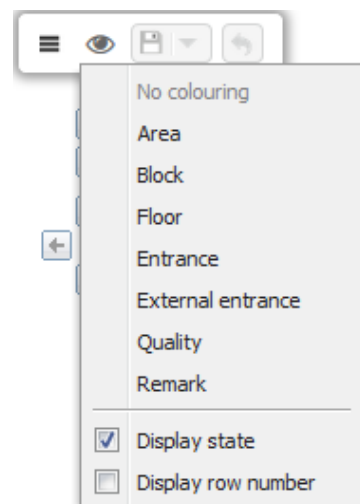 No colouring
Area
Block
Floor
Entrance
External entrance
Quality
Remark
Display state
Display row number